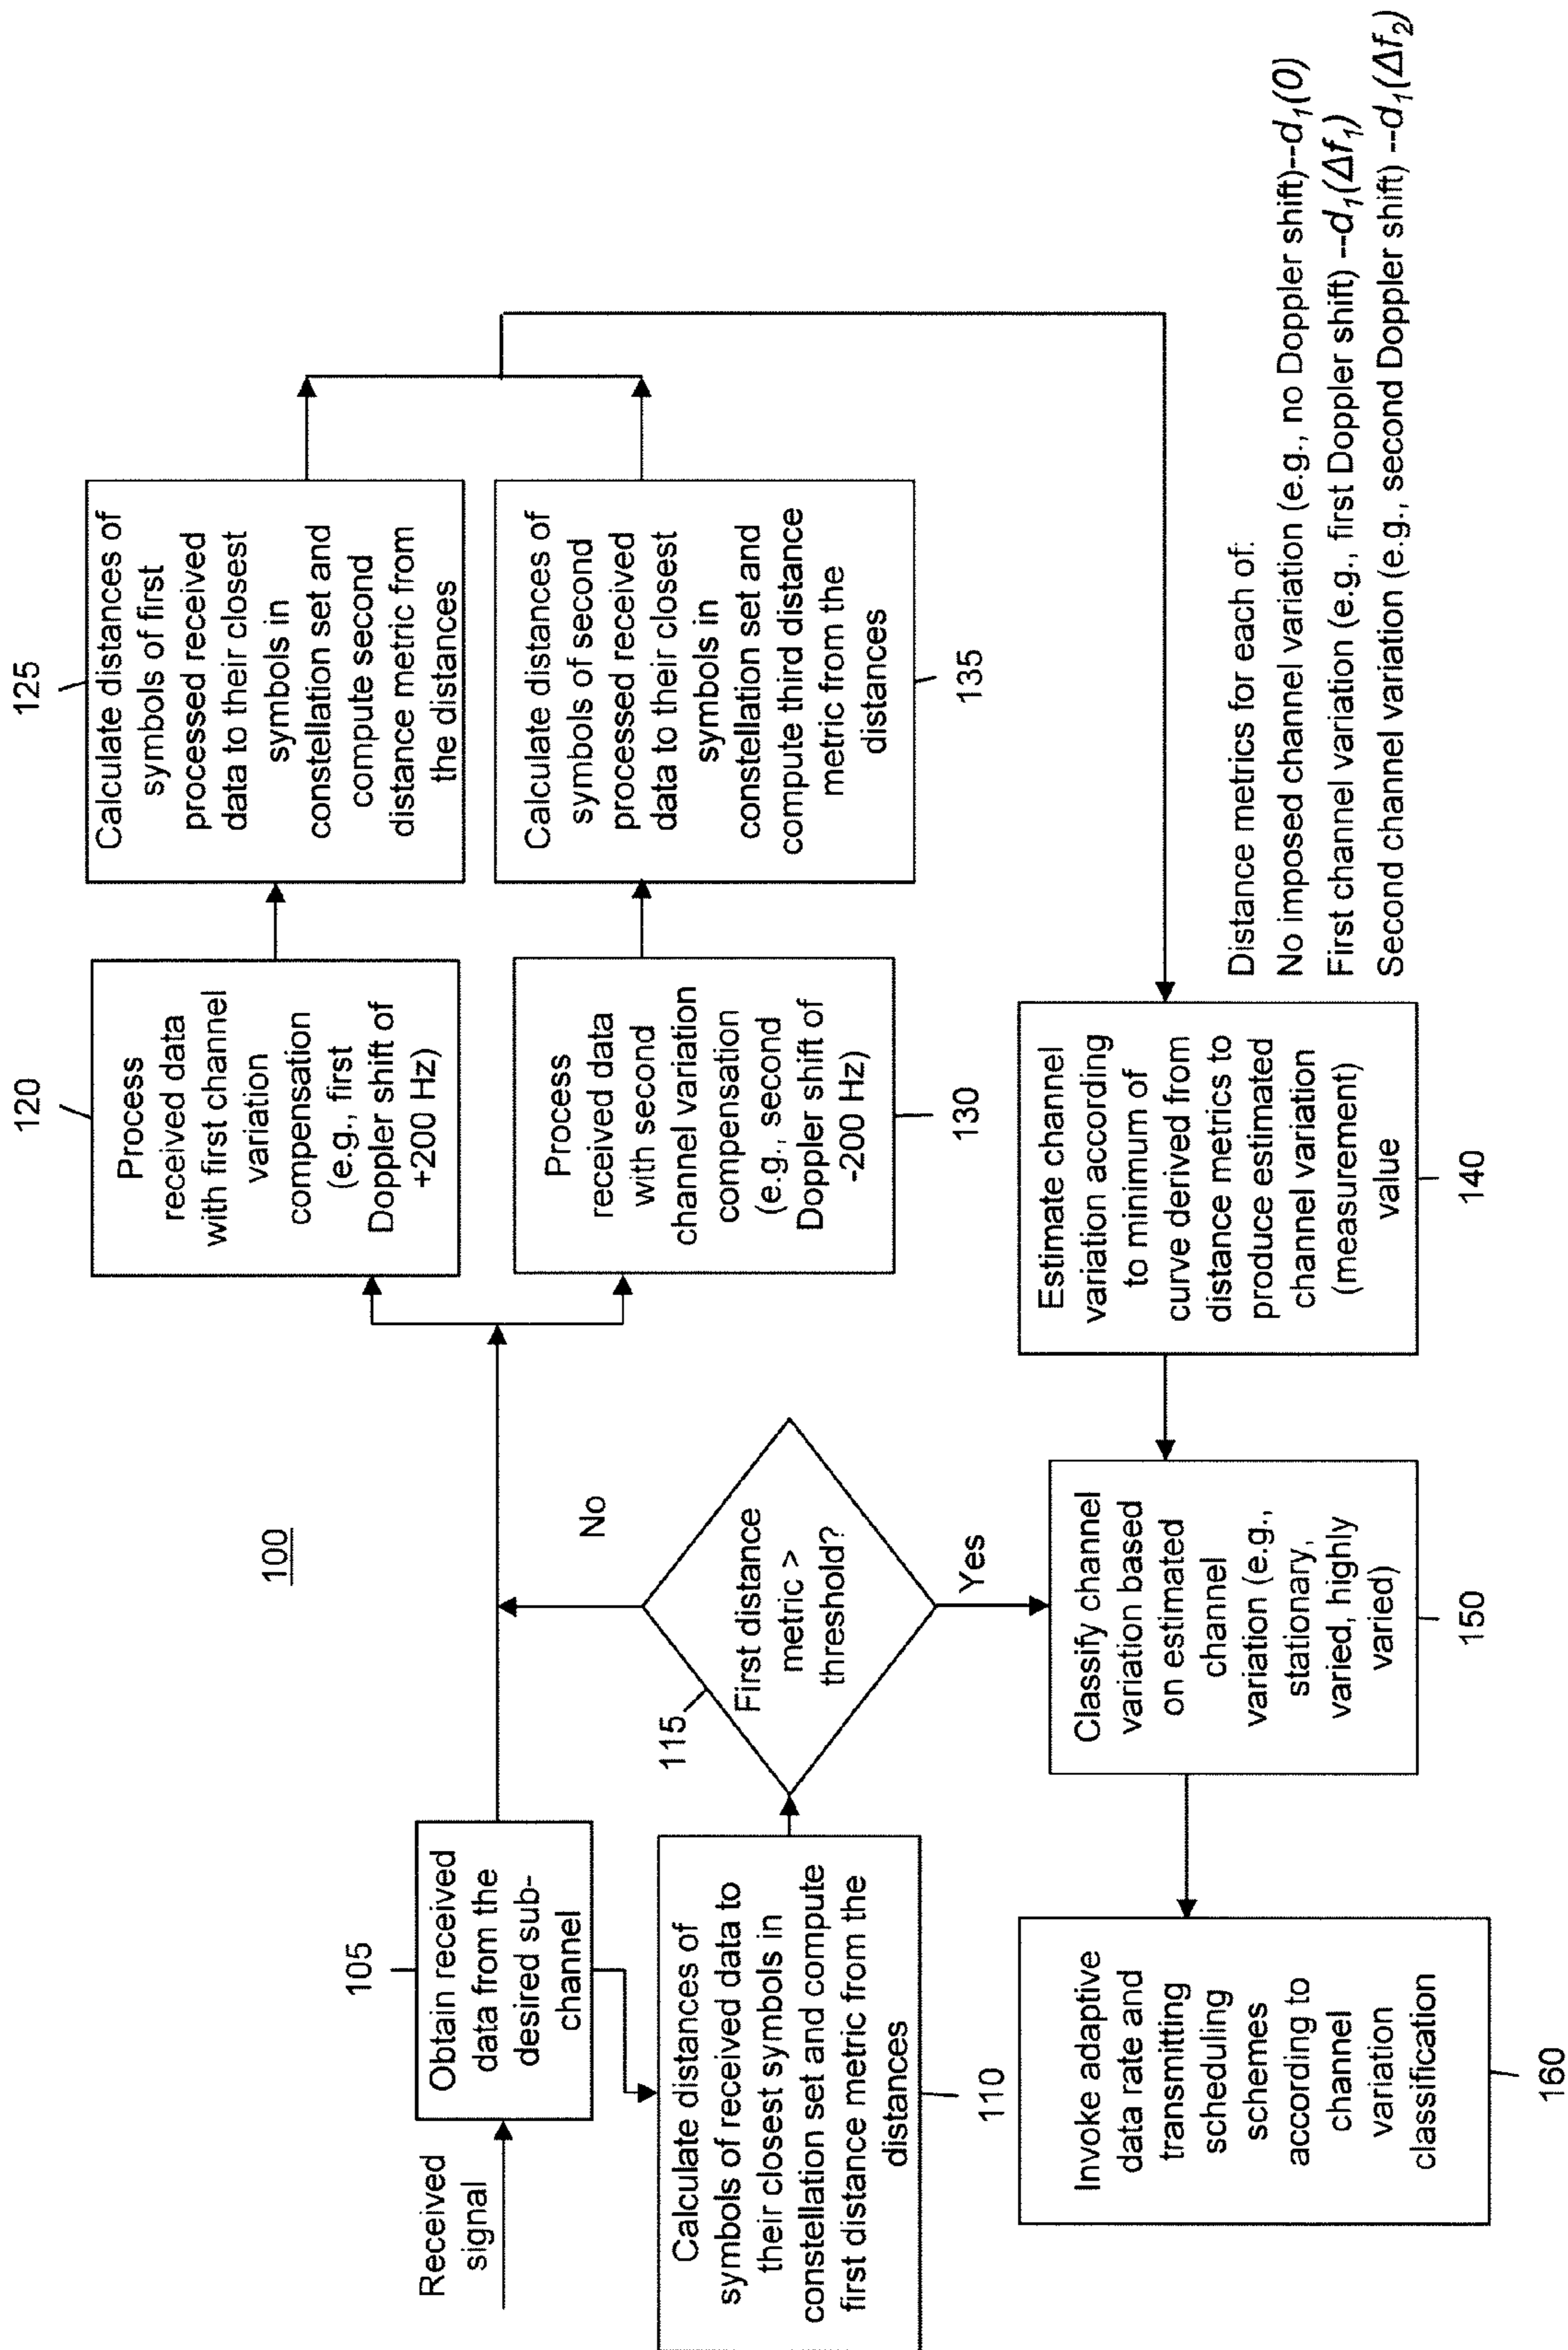 100
Received
signal
105
Obtain received
data from the
desired sub-
channel
Calculate distances of
symbols of received data to
their closest symbols in
constellation set and compute
first distance metric from the
distances
110
115
First distance
metric >
threshold?
No
Yes
120
Process
received data
with first channel
variation
compensation
(e.g., first
Doppler shift of
+200 Hz)
125
Calculate distances of
symbols of first
processed received
data to their closest
symbols in
constellation set and
compute second
distance metric from
the distances
Process
received data
with second
channel variation
compensation
(e.g., second
Doppler shift of
-200 Hz)
130
Calculate distances of
symbols of second
processed received
data to their closest
symbols in
constellation set and
compute third distance
metric from the
distances
135
Estimate channel
variation according
to minimum of
curve derived from
distance metrics to
produce estimated
channel variation
(measurement)
value
140
Distance metrics for each of:
No imposed channel variation (e.g., no Doppler shift)--d₁(0)
First channel variation (e.g., first Doppler shift) --d₁(Δf₁)
Second channel variation (e.g., second Doppler shift) --d₁(Δf₂)
Classify channel
variation based
on estimated
channel
variation (e.g.,
stationary,
varied, highly
varied)
150
Invoke adaptive
data rate and
transmitting
scheduling
schemes
according to
channel
variation
classification
160